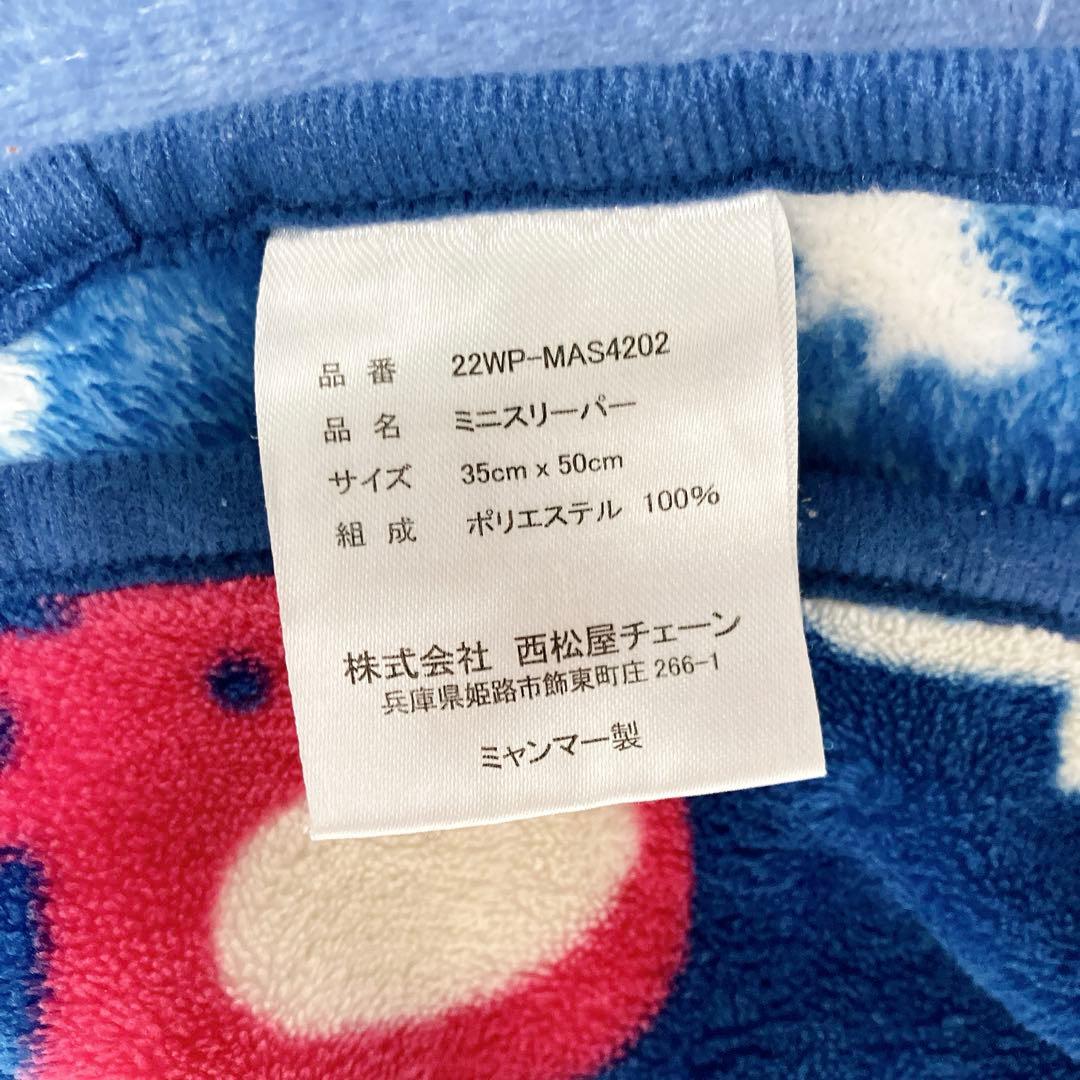 品番 22WP-MAS4202
品名 ミニスリーパー
サイズ 35cm x 50cm
組成 ポリエステル 100%
株式会社 西松屋チェーン
兵庫県姫路市飾東町庄 266-1
ミャンマー製